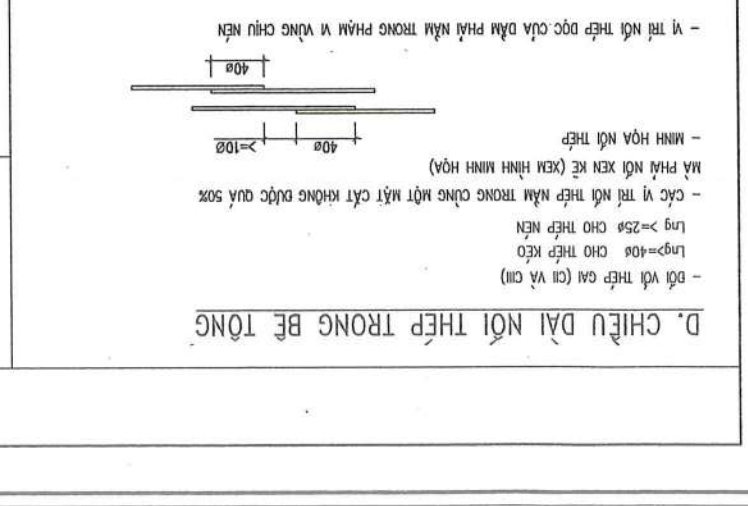 D. CHIỀU DÀI NỐI THÉP TRONG BÊ TÔNG
– ĐỐI VỚI THÉP GAI (CII VÀ CIII)
Lng>=40ø CHO THÉP KÉO
Lng >=25ø CHO THÉP NÉN
– CÁC VỊ TRÍ NỐI THÉP NẰM TRONG CÙNG MỘT MẶT CẮT KHÔNG ĐƯỢC QUÁ 50%
MÀ PHẢI NỐI XEN KẼ (XEM HÌNH MINH HỌA)
– MINH HỌA NỐI THÉP
40ø >=10ø
40ø
– VỊ TRÍ NỐI THÉP DỌC CỦA DẦM PHẢI NẰM TRONG PHẠM VI VÙNG CHỊU NÉN